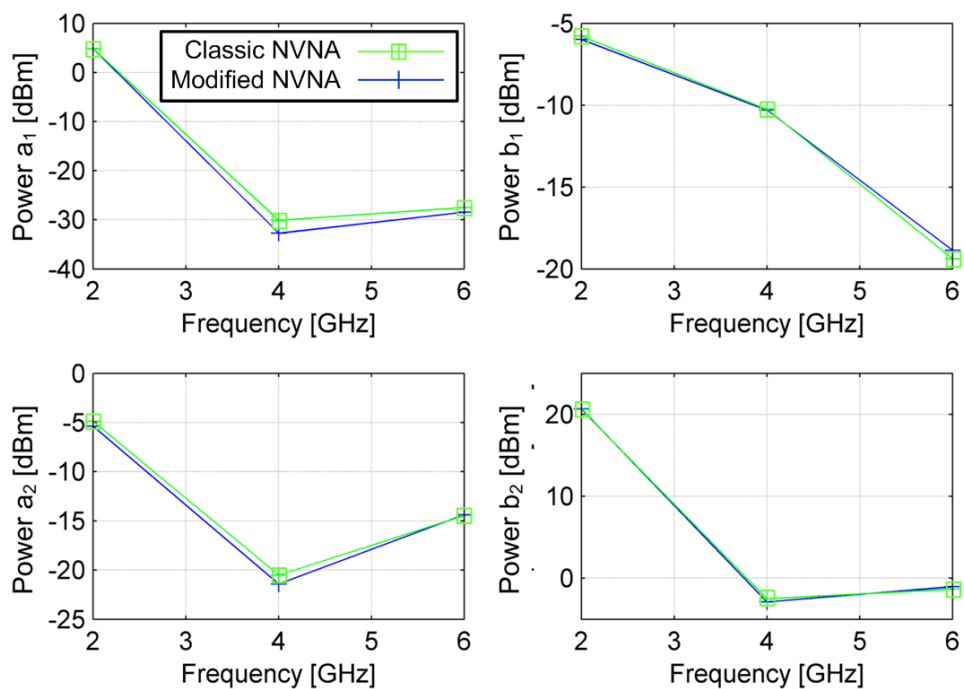 10
0
-10
-20
-30
-40
2 3 4 5 6
Power a1 [dBm]
Frequency [GHz]
Classic NVNA
Modified NVNA
-5
-10
-15
-20
2 3 4 5 6
Power b1 [dBm]
Frequency [GHz]
0
-5
-10
-15
-20
-25
2 3 4 5 6
Power a2 [dBm]
Frequency [GHz]
20
10
0
2 3 4 5 6
Power b2 [dBm]
Frequency [GHz]